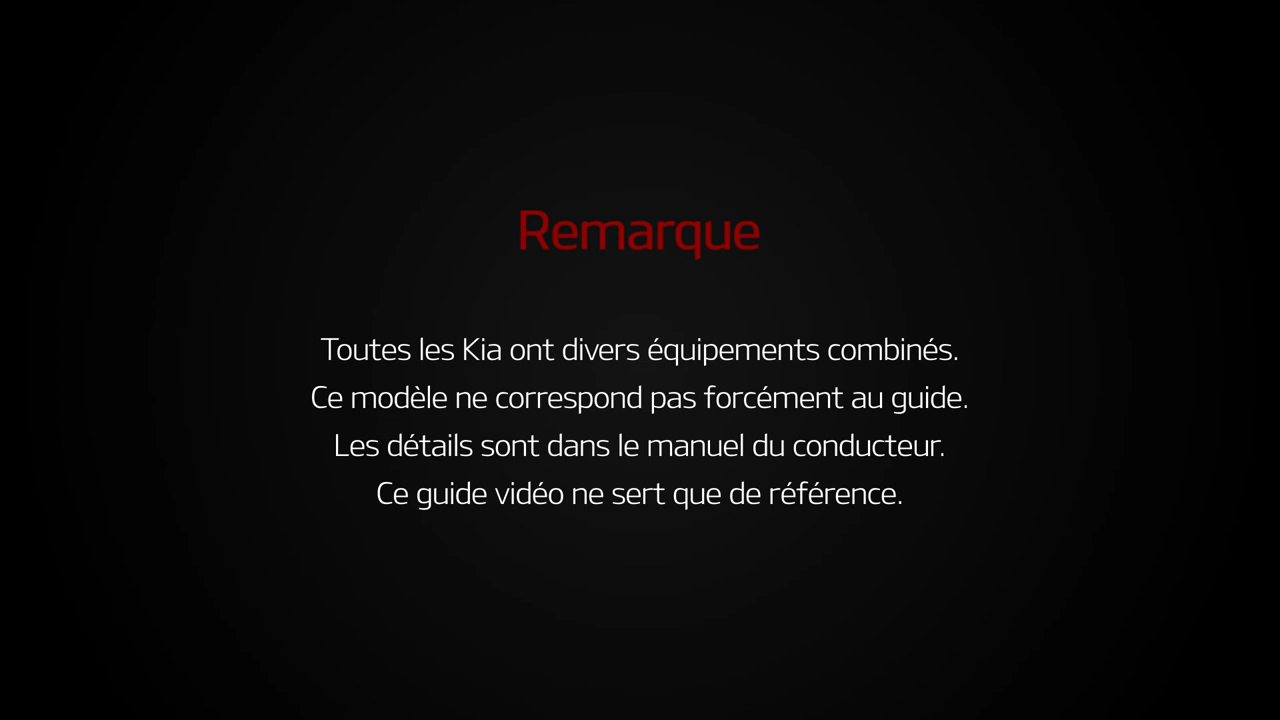 Remarque
Toutes les Kia ont divers équipements combinés.
Ce modèle ne correspond pas forcément au guide.
Les détails sont dans le manuel du conducteur.
Ce guide vidéo ne sert que de référence.